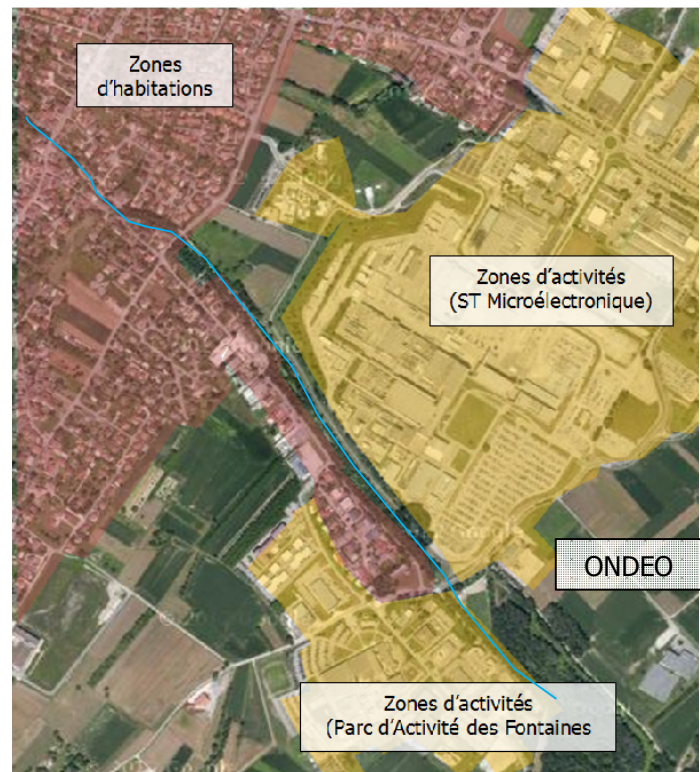 Zones
d'habitations
Zones d'activités
(ST Microélectronique)
ONDEO
Zones d'activités
(Parc d'Activité des Fontaines